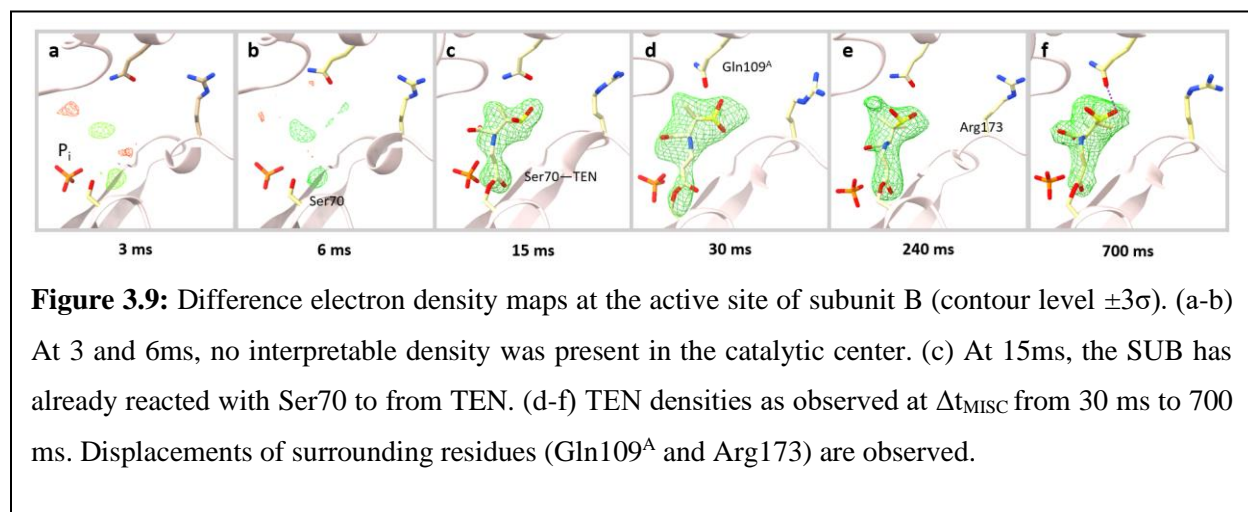 a b c d e f
Gln109ᴬ
Arg173
Pᵢ
Ser70—TEN
Ser70
3 ms 6 ms 15 ms 30 ms 240 ms 700 ms
Figure 3.9: Difference electron density maps at the active site of subunit B (contour level ±3σ). (a-b)
At 3 and 6ms, no interpretable density was present in the catalytic center. (c) At 15ms, the SUB has
already reacted with Ser70 to from TEN. (d-f) TEN densities as observed at Δt_MISC from 30 ms to 700
ms. Displacements of surrounding residues (Gln109ᴬ and Arg173) are observed.